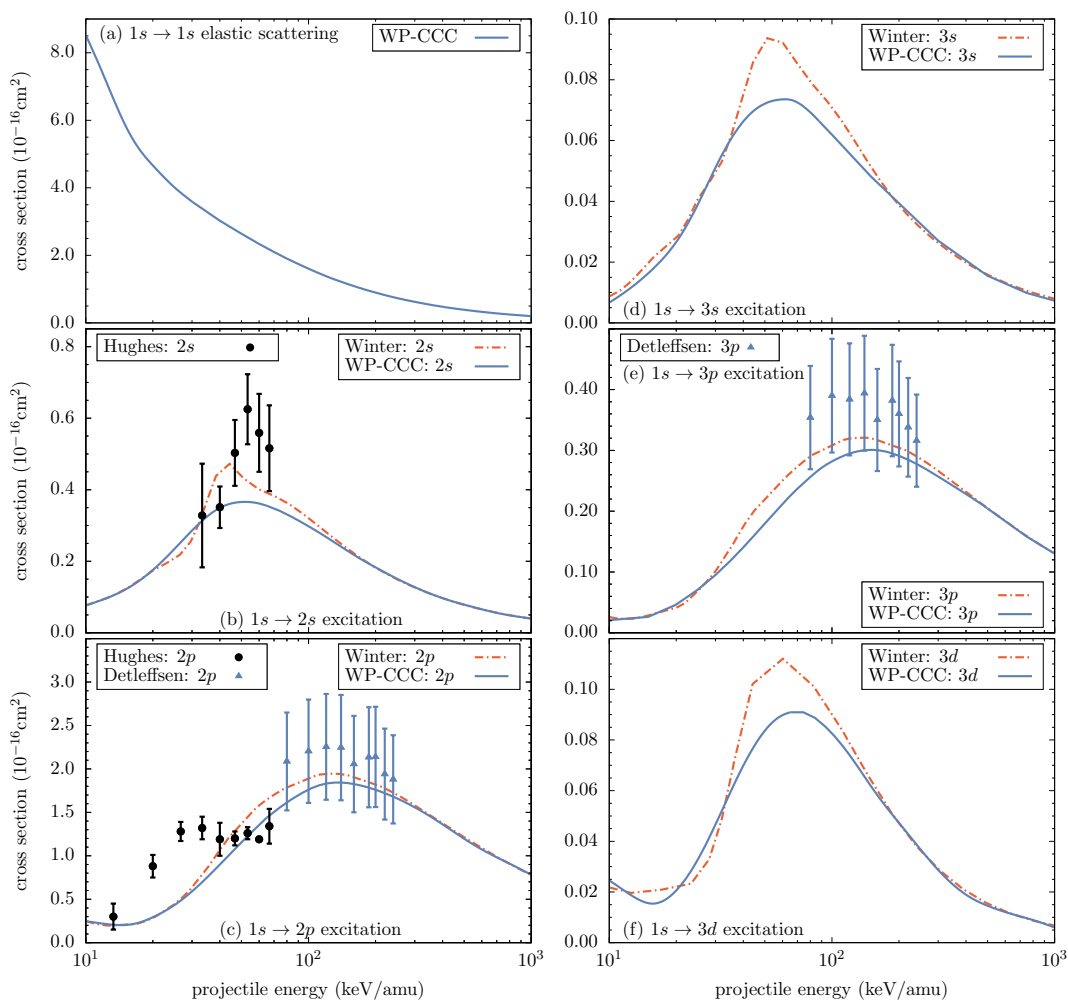 (a) 1s → 1s elastic scattering
WP-CCC
8.0
6.0
4.0
2.0
0.0
cross section (10⁻¹⁶cm²)
Hughes: 2s
Winter: 2s
WP-CCC: 2s
0.8
0.6
0.4
0.2
0.0
cross section (10⁻¹⁶cm²)
(b) 1s → 2s excitation
Hughes: 2p
Detleffsen: 2p
Winter: 2p
WP-CCC: 2p
3.0
2.5
2.0
1.5
1.0
0.5
0.0
cross section (10⁻¹⁶cm²)
(c) 1s → 2p excitation
10¹
10²
10³
projectile energy (keV/amu)
Winter: 3s
WP-CCC: 3s
0.10
0.08
0.06
0.04
0.02
0.00
(d) 1s → 3s excitation
Detleffsen: 3p
(e) 1s → 3p excitation
0.40
0.30
0.20
0.10
0.00
Winter: 3p
WP-CCC: 3p
Winter: 3d
WP-CCC: 3d
0.10
0.08
0.06
0.04
0.02
0.00
(f) 1s → 3d excitation
10¹
10²
10³
projectile energy (keV/amu)